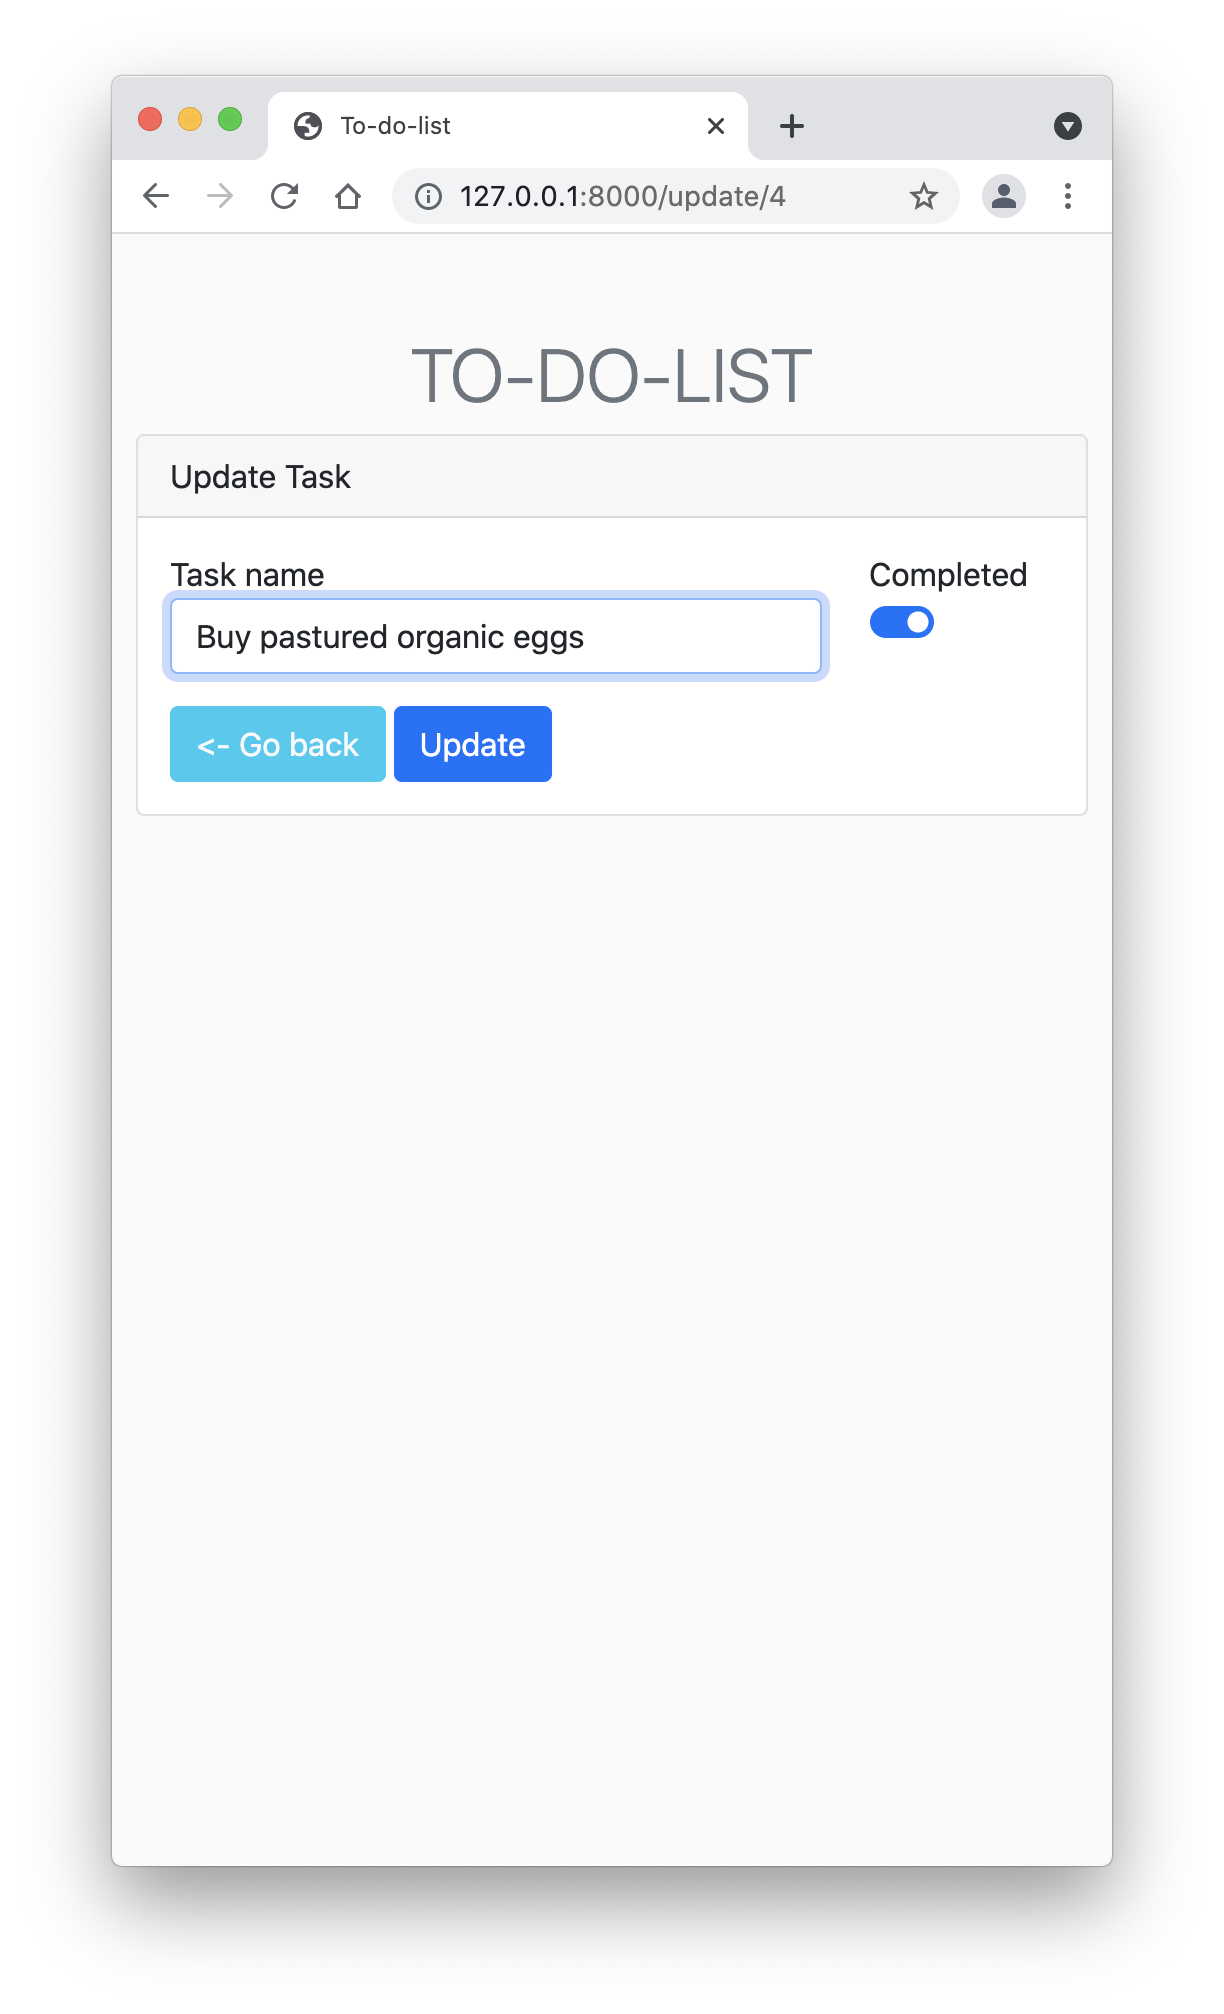 To-do-list
127.0.0.1:8000/update/4
TO-DO-LIST
Update Task
Task name
Completed
Buy pastured organic eggs
<- Go back
Update